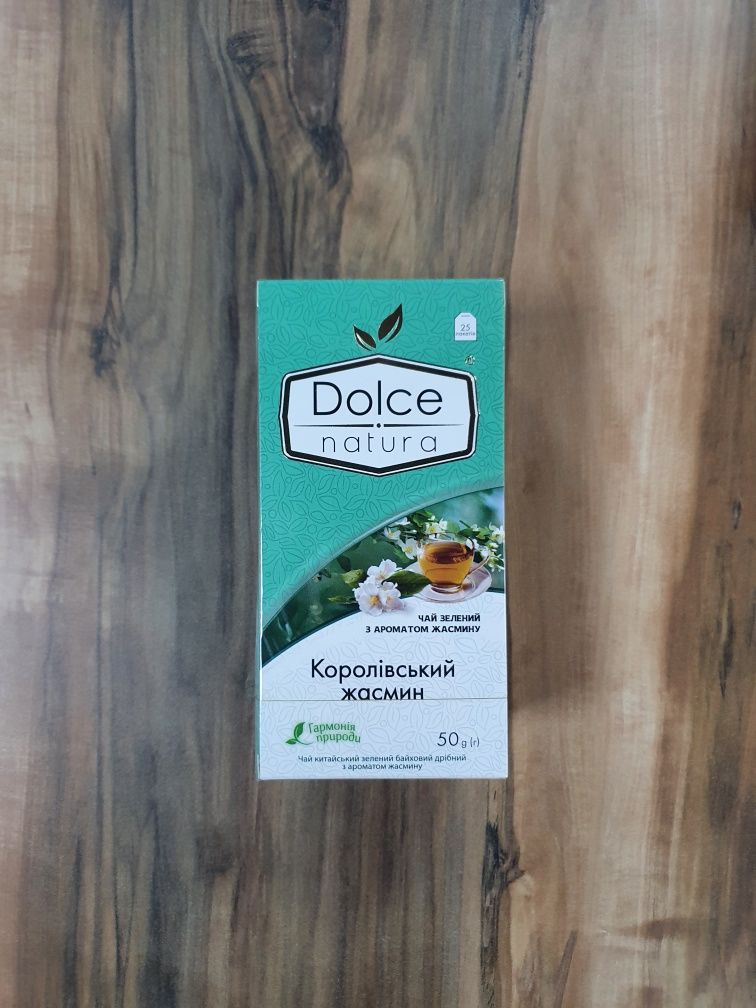 25
пакетів
Dolce
natura
ЧАЙ ЗЕЛЕНИЙ
З АРОМАТОМ ЖАСМИНУ
Королівський
жасмин
Гармонія
природи
50 g (г)
Чай китайський зелений байховий дрібний
з ароматом жасмину